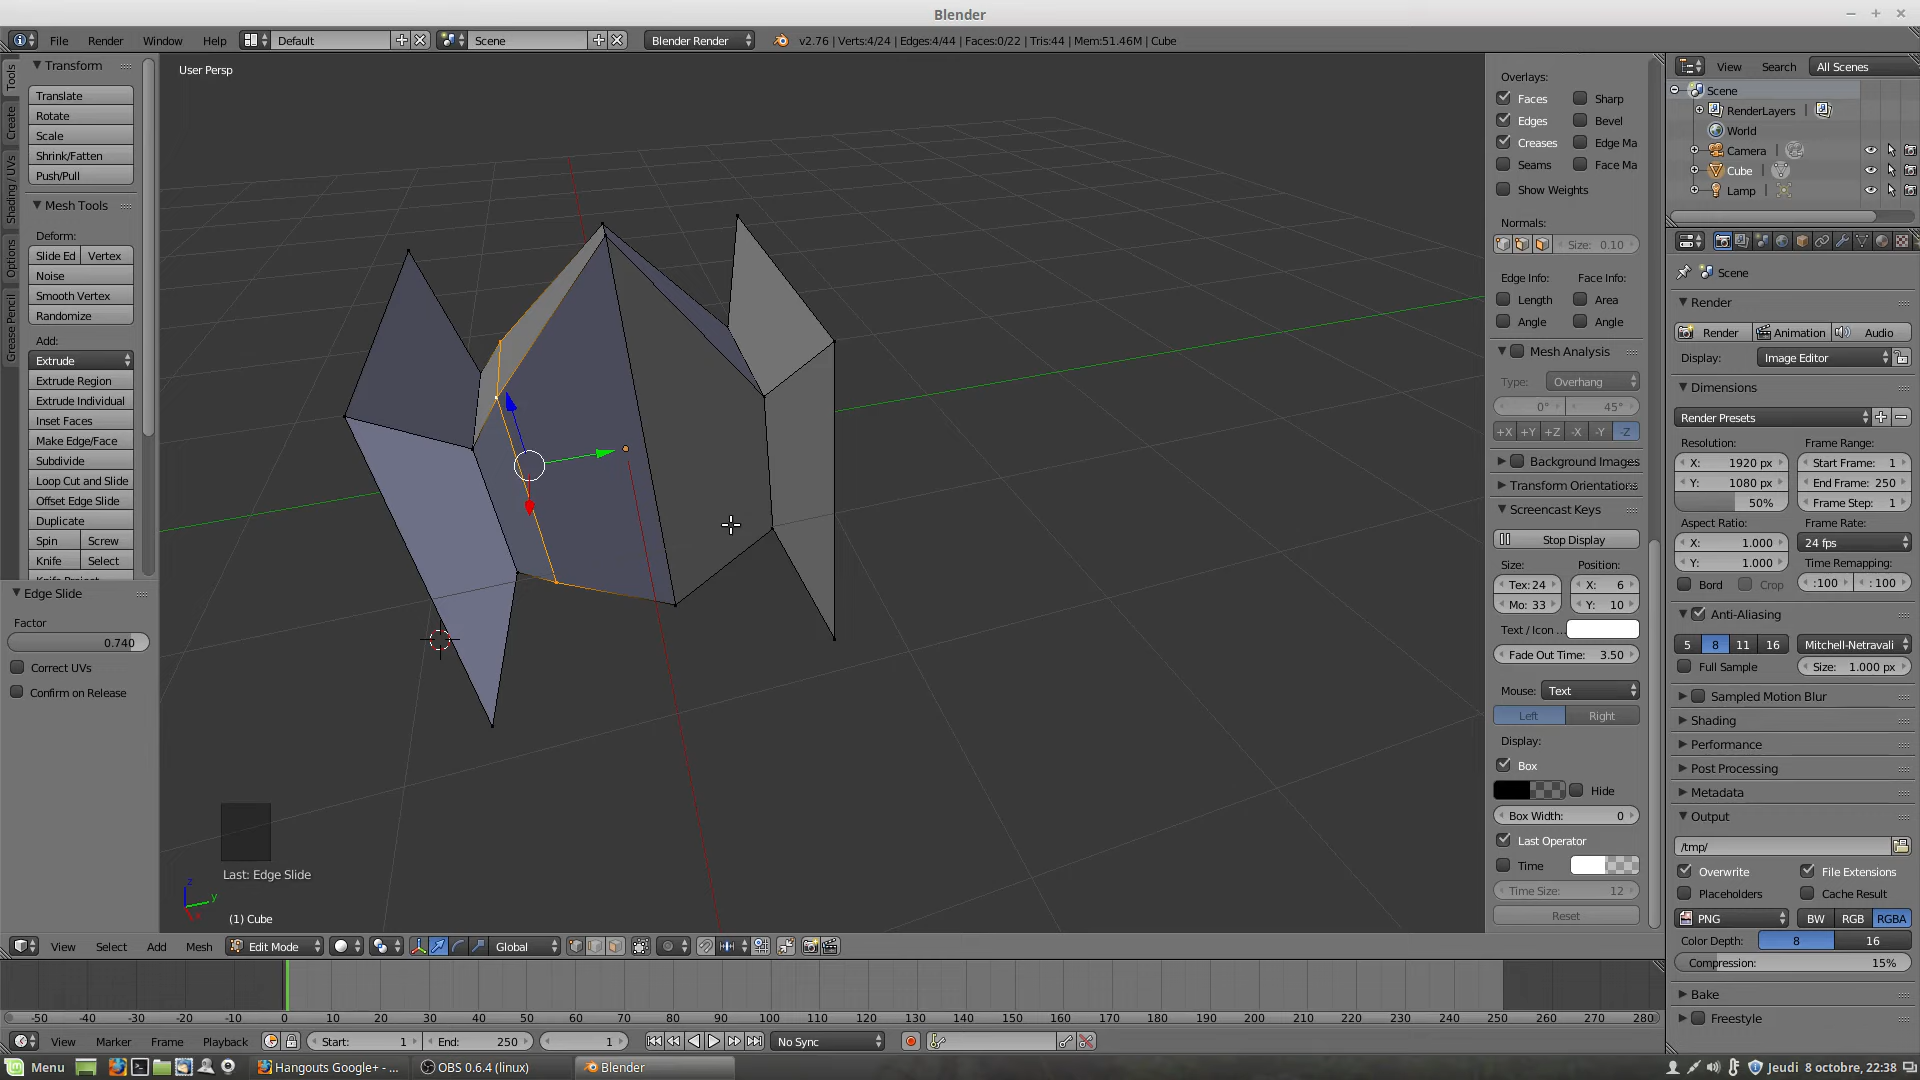 Blender
File Render Window Help Default Scene Blender Render v2.76 | Verts:4/24 | Edges:4/44 | Faces:0/22 | Tris:44 | Mem:51.46M | Cube
Tools
Create
Shading / UVs
Options
Grease Pencil
Transform
Translate
Rotate
Scale
Shrink/Fatten
Push/Pull
Mesh Tools
Deform:
Slide Ed Vertex
Noise
Smooth Vertex
Randomize
Add:
Extrude
Extrude Region
Extrude Individual
Inset Faces
Make Edge/Face
Subdivide
Loop Cut and Slide
Offset Edge Slide
Duplicate
Spin Screw
Knife Select
Knife Project
Edge Slide
Factor
0.740
Correct UVs
Confirm on Release
User Persp
Last: Edge Slide
z
y
x
(1) Cube
Overlays:
Faces Sharp
Edges Bevel
Creases Edge Ma
Seams Face Ma
Show Weights
Normals:
Size: 0.10
Edge Info: Face Info:
Length Area
Angle Angle
Mesh Analysis
Type: Overhang
0° 45°
+X +Y +Z -X -Y -Z
Background Images
Transform Orientations
Screencast Keys
Stop Display
Size: Position:
Tex: 24 X: 6
Mo: 33 Y: 10
Text / Icon ...
Fade Out Time: 3.50
Mouse: Text
Left Right
Display:
Box
Hide
Box Width: 0
Last Operator
Time
Time Size: 12
Reset
View Search All Scenes
Scene
RenderLayers |
World
Camera
Cube
Lamp
Scene
Render
Render Animation Audio
Display: Image Editor
Dimensions
Render Presets
Resolution: Frame Range:
X: 1920 px Start Frame: 1
Y: 1080 px End Frame: 250
50% Frame Step: 1
Aspect Ratio: Frame Rate:
X: 1.000 24 fps
Y: 1.000 Time Remapping:
Bord Crop :100 : 100
Anti-Aliasing
5 8 11 16 Mitchell-Netravali
Full Sample Size: 1.000 px
Sampled Motion Blur
Shading
Performance
Post Processing
Metadata
Output
/tmp/
Overwrite File Extensions
Placeholders Cache Result
PNG BW RGB RGBA
Color Depth: 8 16
Compression: 15%
Bake
Freestyle
View Select Add Mesh Edit Mode Global
-50 -40 -30 -20 -10 0 10 20 30 40 50 60 70 80 90 100 110 120 130 140 150 160 170 180 190 200 210 220 230 240 250 260 270 280
View Marker Frame Playback Start: 1 End: 250 1 No Sync
Menu Hangouts Google+ - ... OBS 0.6.4 (linux) Blender Jeudi 8 octobre, 22:38